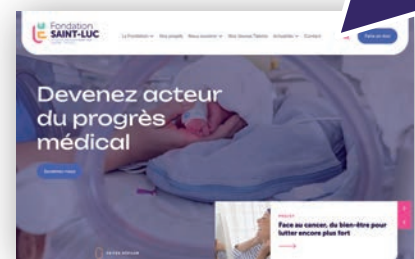 Fondation
SAINT-LUC
La Fondation Nos projets Nous soutenir Nos Jeunes Talents Actualités Contact
Faire un don
Devenez acteur
du progrès
médical
Soutenez-nous
PROJET
Face au cancer, du bien-être pour
lutter encore plus fort